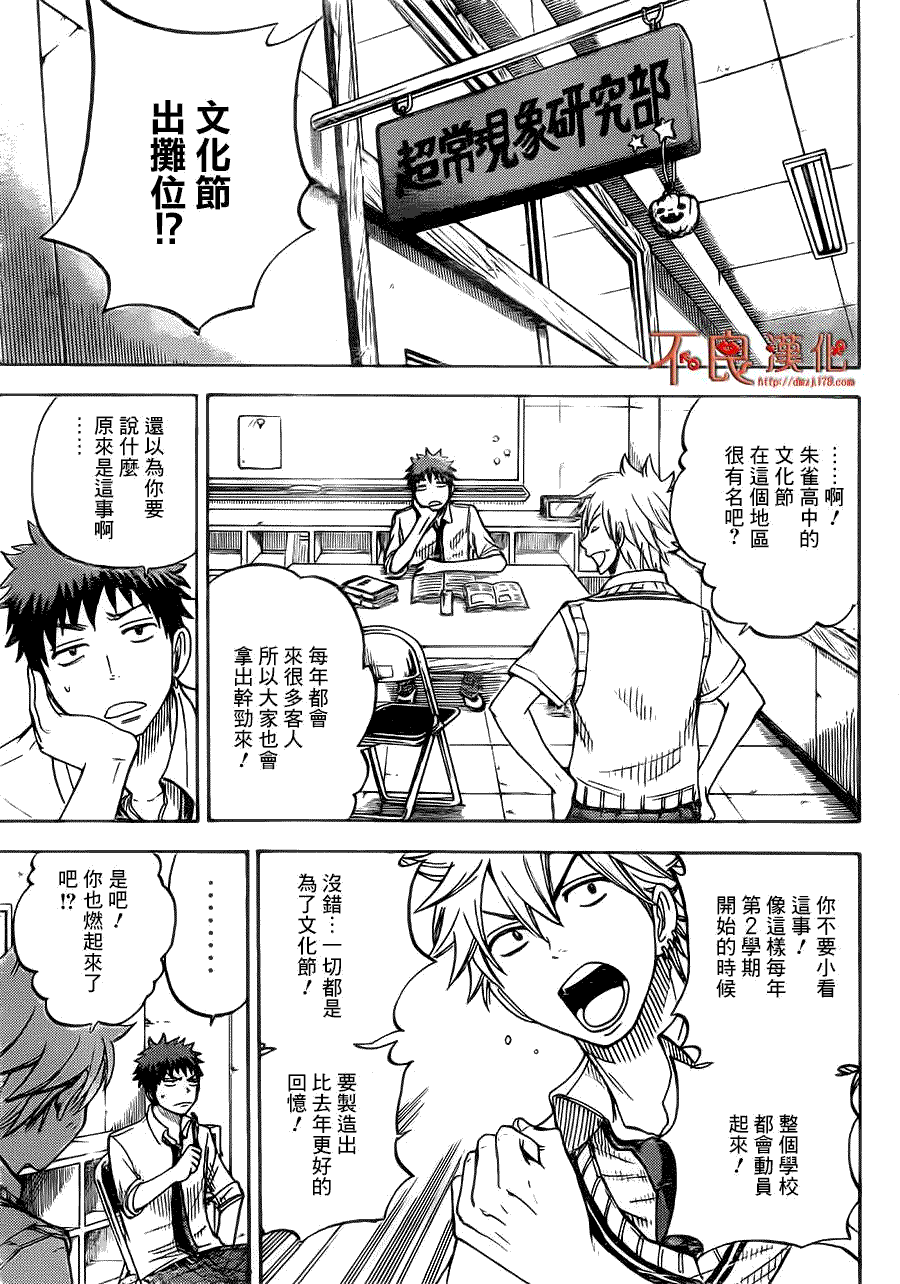 超常現象研究部
文化節
出攤位!?
不良漢化
http://dmzj179.com
……啊!
朱雀高中的
文化節
在這個地區
很有名吧?
每年都會
來很多客人
所以大家也會
拿出幹勁來!
還以為你要
說什麼
原來是這事啊
……
你不要小看
這事!
像這樣每年
第2學期
開始的時候
整個學校
都會動員
起來!
沒錯…一切都是
為了文化節!
要製造出
比去年更好的
回憶!
………
是吧!
你也燃起來了
吧!?